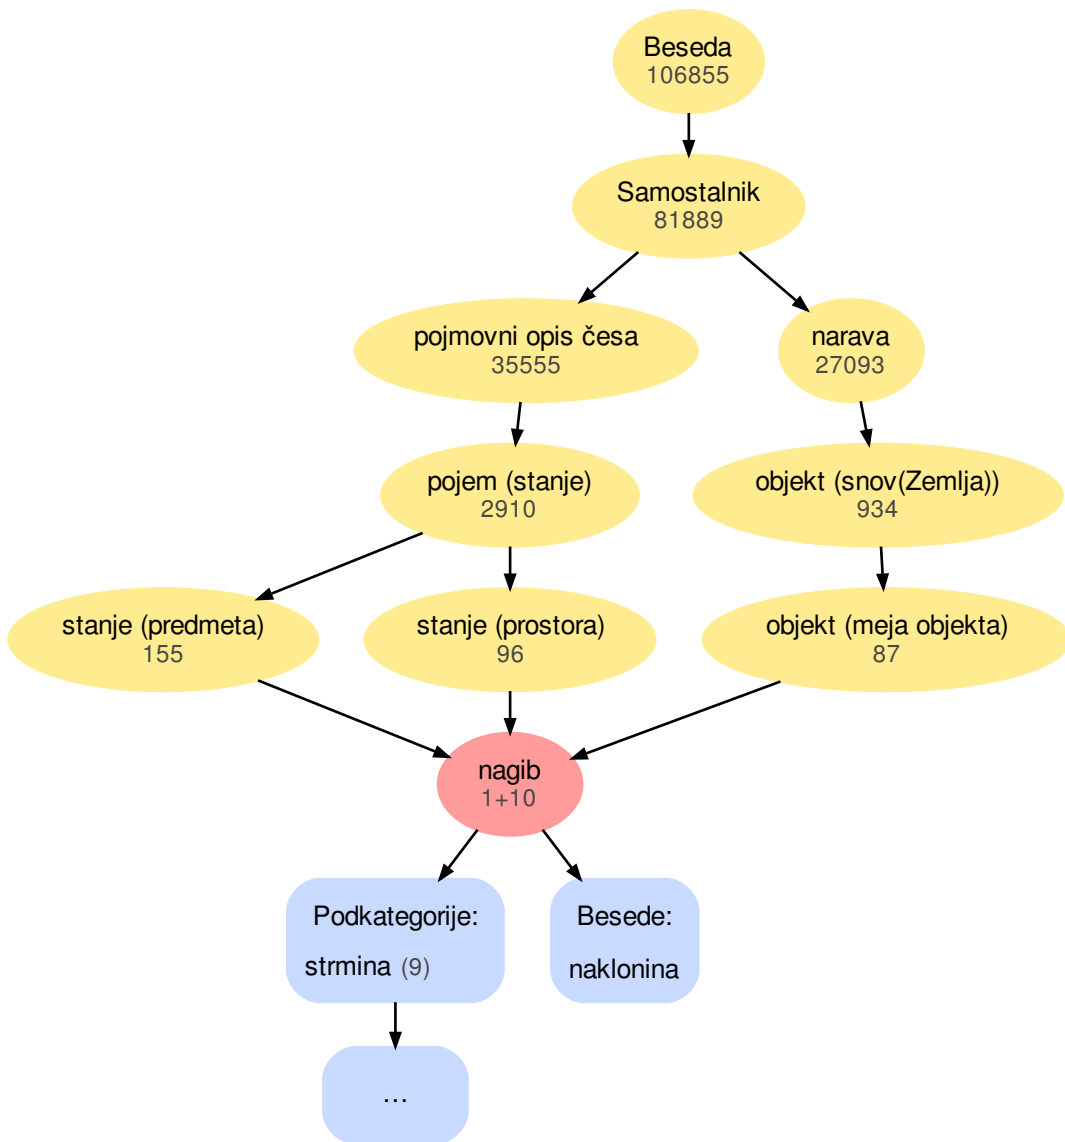 Beseda
106855
Samostalnik
81889
pojmovni opis česa
35555
narava
27093
pojem (stanje)
2910
objekt (snov(Zemlja))
934
stanje (predmeta)
155
stanje (prostora)
96
objekt (meja objekta)
87
nagib
1+10
Podkategorije:
strmina (9)
Besede:
naklonina
...